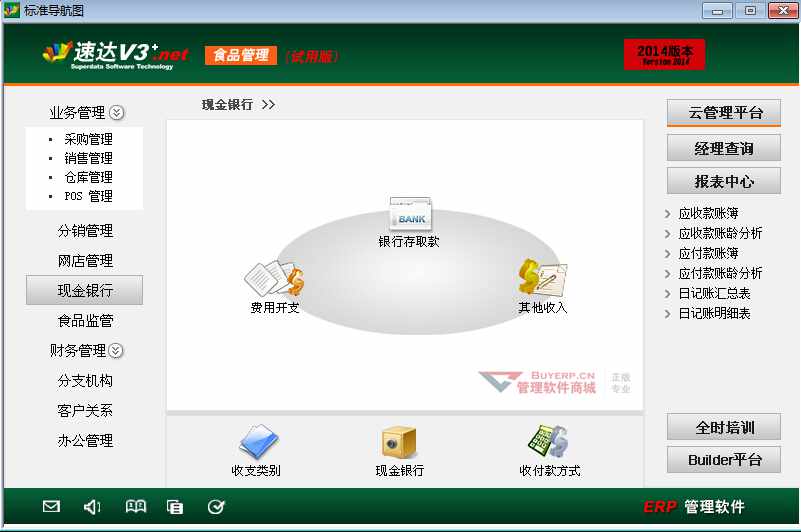 标准导航图
速达V3+.net
Superdata Software Technology
食品管理
(试用版)
2014版本
Version 2014
业务管理
• 采购管理
• 销售管理
• 仓库管理
• POS 管理
分销管理
网店管理
现金银行
食品监管
财务管理
分支机构
客户关系
办公管理
现金银行 >>
BANK
银行存取款
费用开支
其他收入
BUYERP.CN
管理软件商城
正版
专业
收支类别
现金银行
收付款方式
云管理平台
经理查询
报表中心
应收款账簿
应收款账龄分析
应付款账簿
应付款账龄分析
日记账汇总表
日记账明细表
全时培训
Builder平台
ERP 管理软件